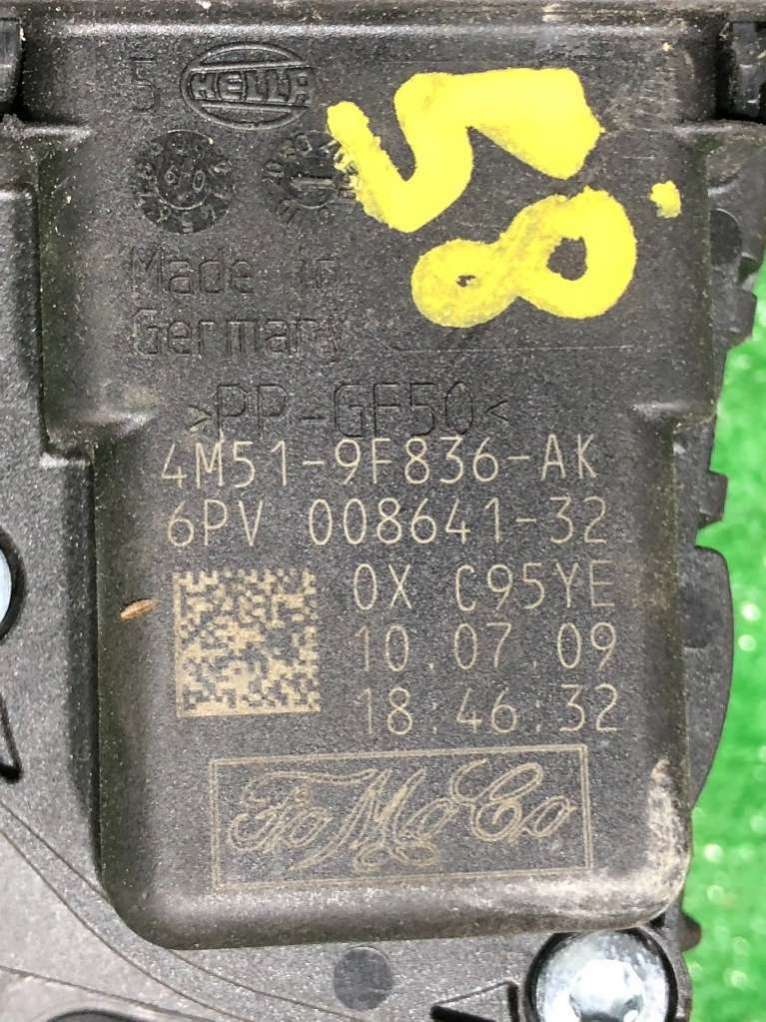 5 HELLA
58
Made in
Germany
>PP-GF50<
4M51-9F836-AK
6PV 008641-32
0X C95YE
10.07.09
18:46:32
FoMoCo